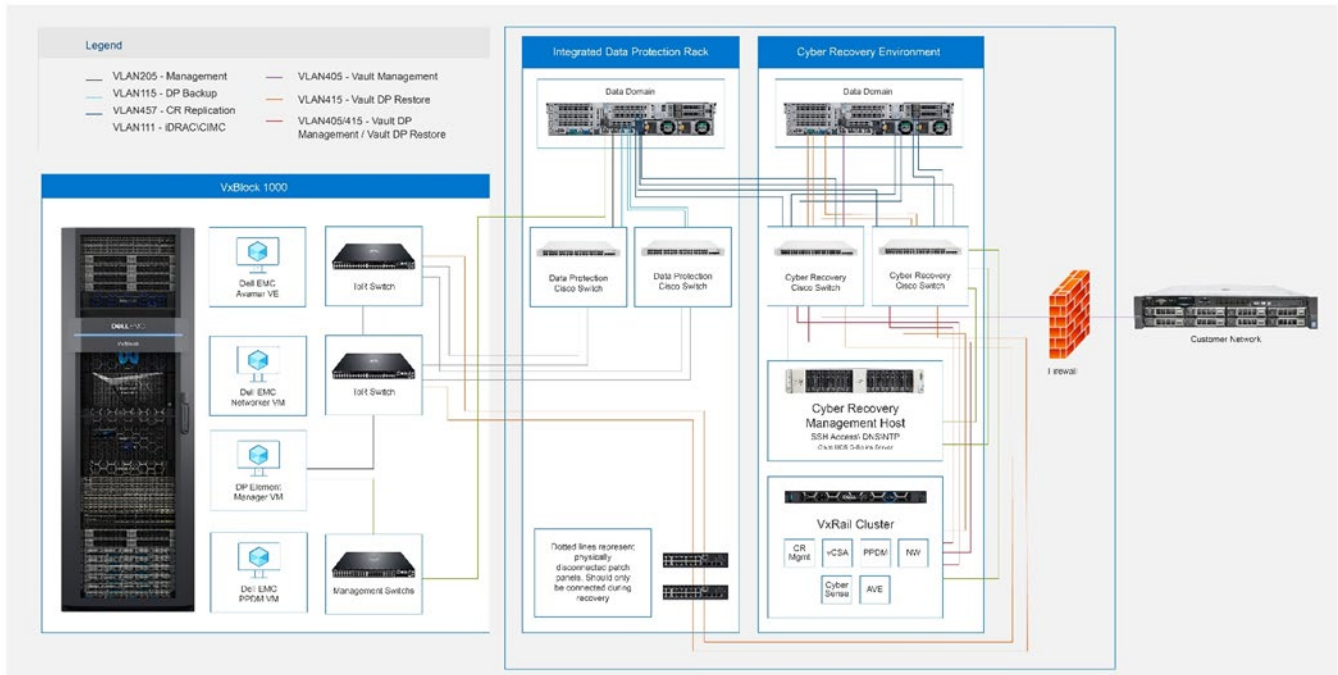 Legend
VLAN205 - Management
VLAN115 - DP Backup
VLAN457 - CR Replication
VLAN111 - iDRAC\CIMC
VLAN405 - Vault Management
VLAN415 - Vault DP Restore
VLAN405/415 - Vault DP
Management / Vault DP Restore
VxBlock 1000
DELLEMC
VxBlock
Dell EMC
Avamar VE
Dell EMC
Networker VM
DP Element
Manager VM
Dell EMC
PPDM VM
ToR Switch
ToR Switch
Management Switchs
Integrated Data Protection Rack
Data Domain
Data Protection
Cisco Switch
Data Protection
Cisco Switch
Dotted lines represent
physically
disconnected patch
panels. Should only
be connected during
recovery
Cyber Recovery Environment
Data Domain
Cyber Recovery
Cisco Switch
Cyber Recovery
Cisco Switch
Cyber Recovery
Management Host
SSH Access\ DNS\NTP
Server
VxRail Cluster
CR
Mgmt
vCSA
PPDM
NW
Cyber
Sense
AVE
Firewall
Customer Network